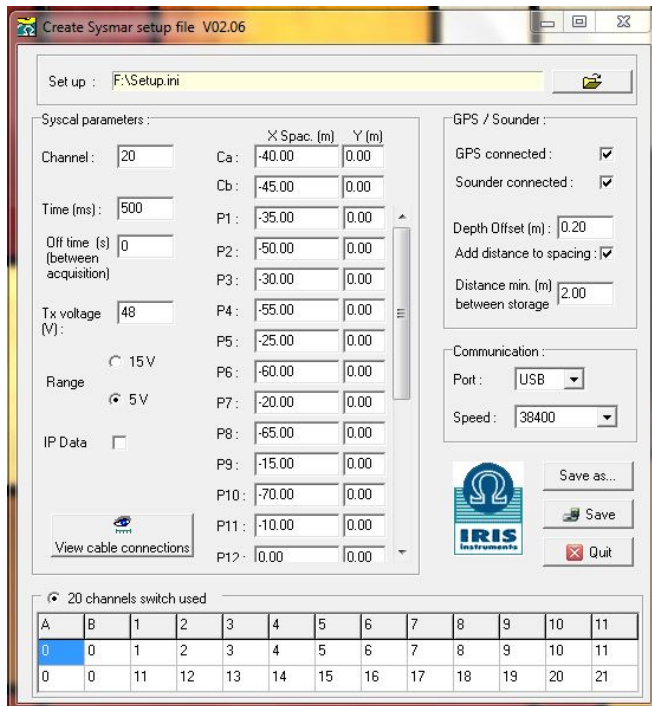 Create Sysmar setup file V02.06
Set up : F:\Setup.ini
Syscal parameters :
Channel : 20
Time (ms) : 500
Off time (s) 0
(between
acquisition)
Tx voltage 48
(V) :
Range
15 V
5 V
IP Data
View cable connections
X Spac. (m) Y (m)
Ca : -40.00 0.00
Cb : -45.00 0.00
P1 : -35.00 0.00
P2 : -50.00 0.00
P3 : -30.00 0.00
P4 : -55.00 0.00
P5 : -25.00 0.00
P6 : -60.00 0.00
P7 : -20.00 0.00
P8 : -65.00 0.00
P9 : -15.00 0.00
P10 : -70.00 0.00
P11 : -10.00 0.00
P12 : 0.00 0.00
GPS / Sounder :
GPS connected :
Sounder connected :
Depth Offset (m) : 0.20
Add distance to spacing :
Distance min. (m) 2.00
between storage
Communication :
Port : USB
Speed : 38400
IRIS
Instruments
Save as...
Save
Quit
20 channels switch used
A B 1 2 3 4 5 6 7 8 9 10 11
0 0 1 2 3 4 5 6 7 8 9 10 11
0 0 11 12 13 14 15 16 17 18 19 20 21